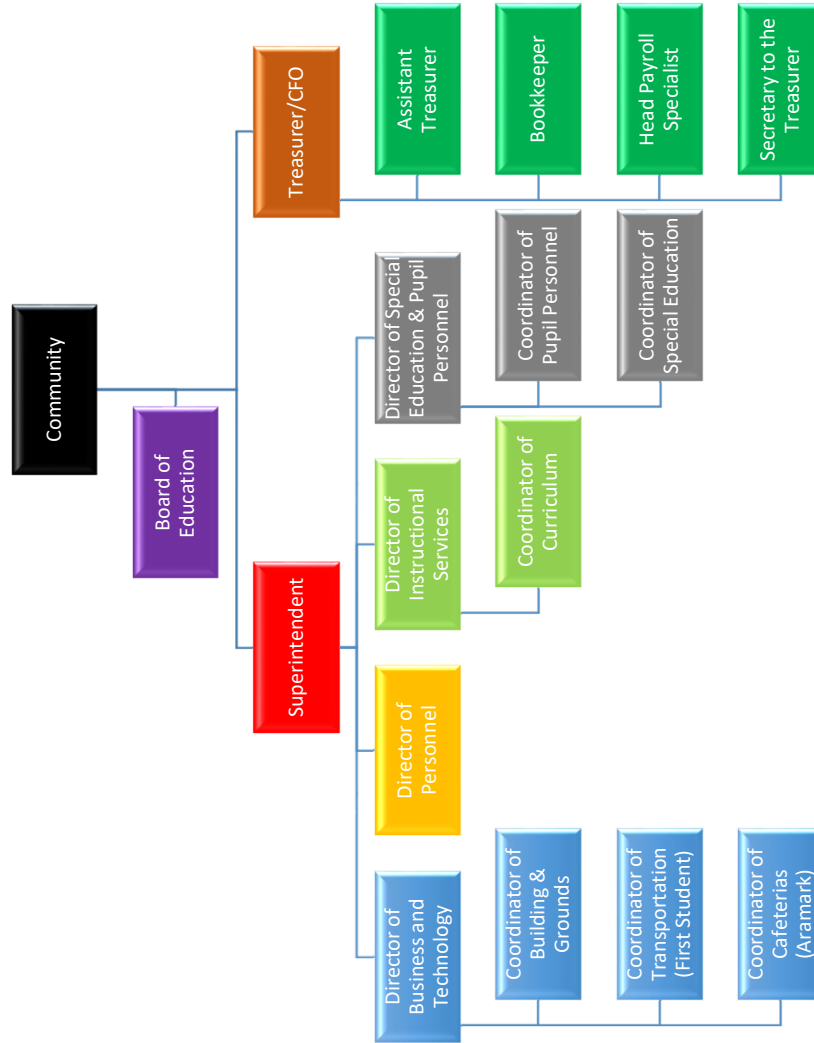 Community
Board of
Education
Superintendent
Treasurer/CFO
Director of
Business and
Technology
Director of
Personnel
Director of
Instructional
Services
Director of Special
Education & Pupil
Personnel
Assistant
Treasurer
Coordinator of
Building &
Grounds
Coordinator of
Curriculum
Coordinator of
Pupil Personnel
Bookkeeper
Coordinator of
Transportation
(First Student)
Coordinator of
Special Education
Head Payroll
Specialist
Coordinator of
Cafeterias
(Aramark)
Secretary to the
Treasurer